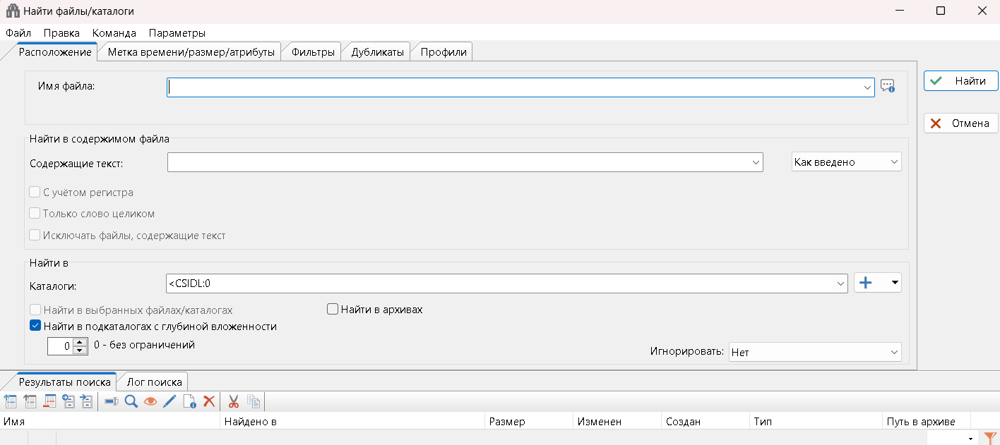 Найти файлы/каталоги
Файл Правка Команда Параметры
Расположение Метка времени/размер/атрибуты Фильтры Дубликаты Профили
Имя файла:
Найти
Отмена
Найти в содержимом файла
Содержащие текст:
Как введено
С учётом регистра
Только слово целиком
Исключать файлы, содержащие текст
Найти в
Каталоги: <CSIDL:0
Найти в выбранных файлах/каталогах Найти в архивах
Найти в подкаталогах с глубиной вложенности
0 0 - без ограничений
Игнорировать: Нет
Результаты поиска Лог поиска
Имя Найдено в Размер Изменен Создан Тип Путь в архиве